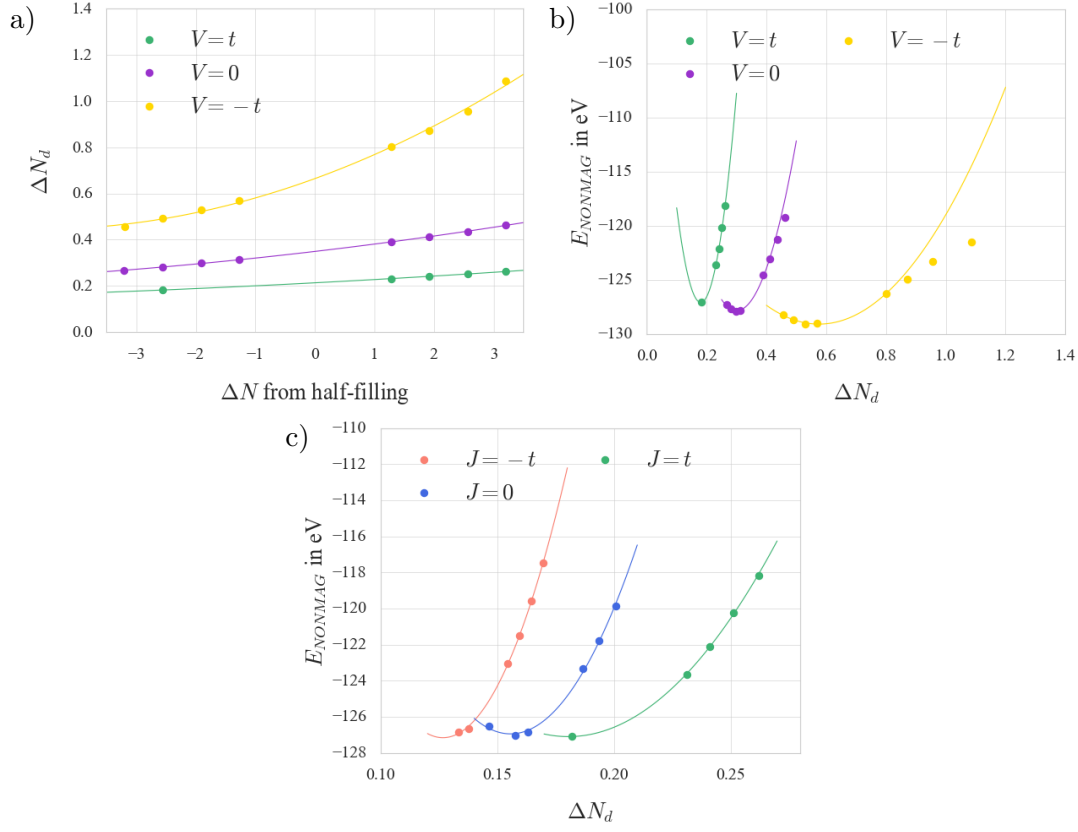 a)
1.4
1.2
1.0
0.8
0.6
0.4
0.2
0.0
ΔN_d
V = t
V = 0
V = −t
−3 −2 −1 0 1 2 3
ΔN from half-filling
b)
−100
−105
−110
−115
−120
−125
−130
E_NONMAG in eV
V = t V = −t
V = 0
0.0 0.2 0.4 0.6 0.8 1.0 1.2 1.4
ΔN_d
c)
−110
−112
−114
−116
−118
−120
−122
−124
−126
−128
E_NONMAG in eV
J = −t J = t
J = 0
0.10 0.15 0.20 0.25
ΔN_d